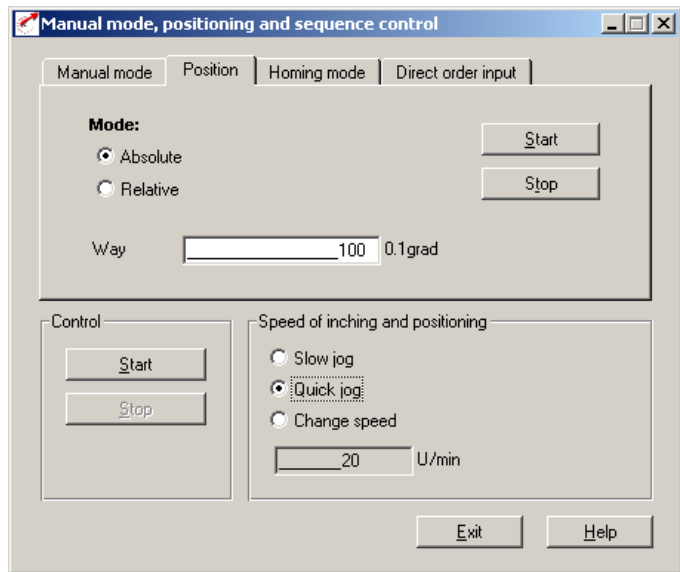 Manual mode, positioning and sequence control
Manual mode Position Homing mode Direct order input
Mode:
Absolute
Relative
Start
Stop
Way ________________100 0.1grad
Control
Start
Stop
Speed of inching and positioning
Slow jog
Quick jog
Change speed
_______20 U/min
Exit Help